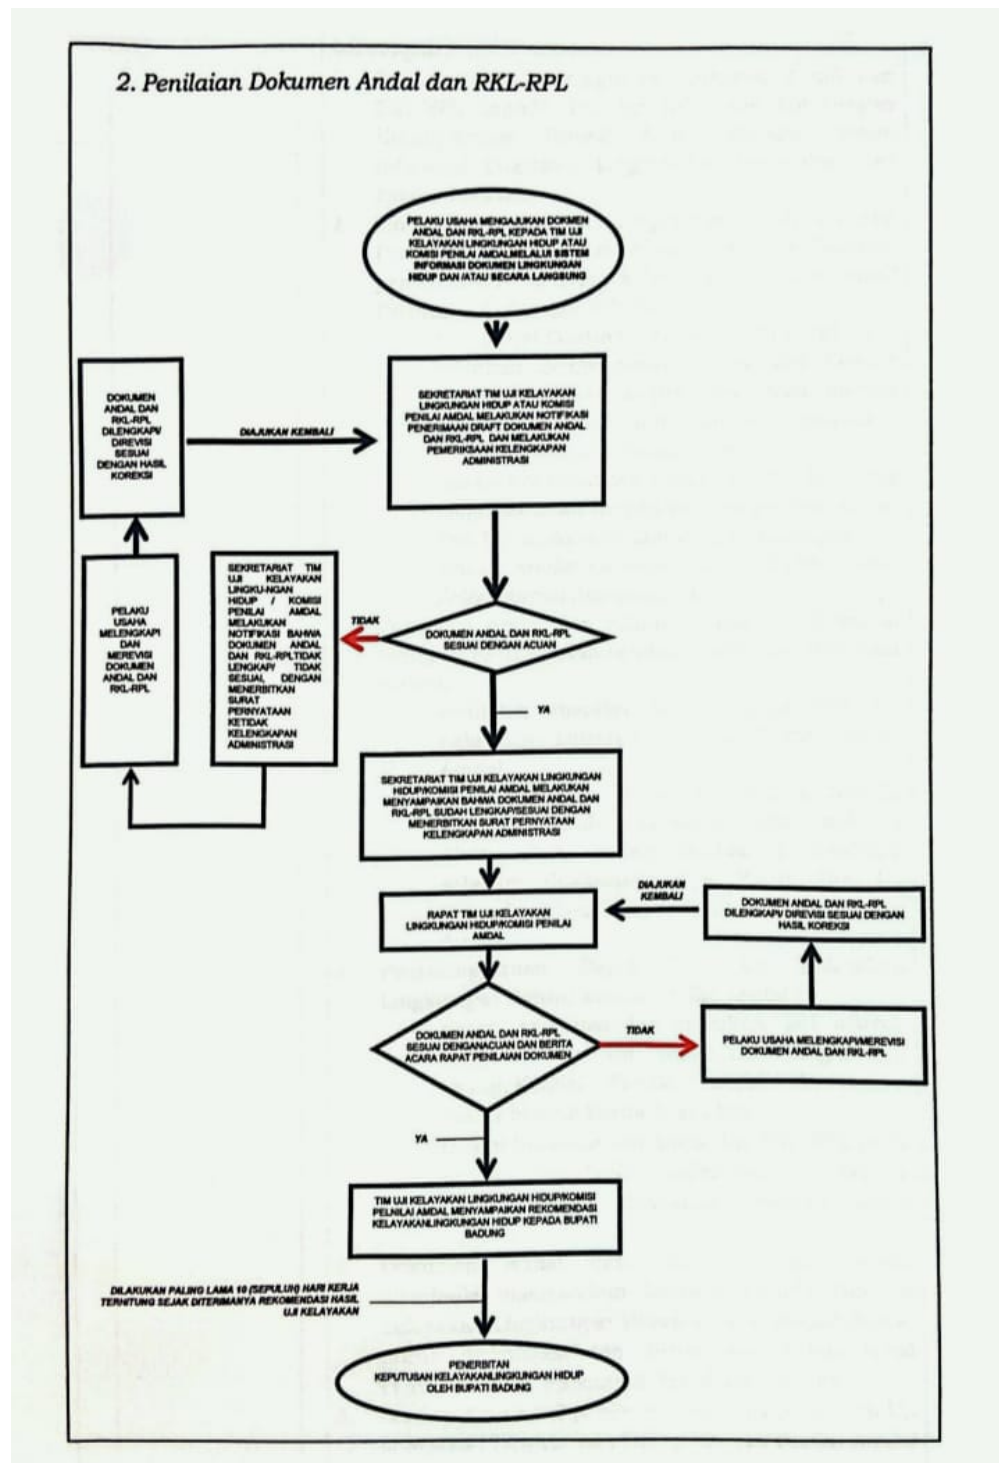 2. Penilaian Dokumen Andal dan RKL-RPL
PELAKU USAHA MENGAJUKAN DOKMEN
ANDAL DAN RKL-RPL KEPADA TIM UJI
KELAYAKAN LINGKUNGAN HIDUP ATAU
KOMISI PENILAI AMDALMELALUI SISTEM
INFORMASI DOKUMEN LINGKUNGAN
HIDUP DAN /ATAU SECARA LANGSUNG
DOKUMEN
ANDAL DAN
RKL-RPL
DILENGKAPI/
DIREVISI
SESUAI
DENGAN HASIL
KOREKSI
DIAJUKAN KEMBALI
SEKRETARIAT TIM UJI KELAYAKAN
LINGKUNGAN HIDUP ATAU KOMISI
PENILAI AMDAL MELAKUKAN NOTIFIKASI
PENERIMAAN DRAFT DOKUMEN ANDAL
DAN RKL-RPL DAN MELAKUKAN
PEMERIKSAAN KELENGKAPAN
ADMINISTRASI
PELAKU
USAHA
MELENGKAPI
DAN
MEREVISI
DOKUMEN
ANDAL DAN
RKL-RPL
SEKRETARIAT TIM
UJI KELAYAKAN
LINGKU-NGAN
HIDUP / KOMISI
PENILAI AMDAL
MELAKUKAN
NOTIFIKASI BAHWA
DOKUMEN ANDAL
DAN RKL-RPLTIDAK
LENGKAP/ TIDAK
SESUAI, DENGAN
MENERBITKAN
SURAT
PERNYATAAN
KETIDAK
KELENGKAPAN
ADMINISTRASI
TIDAK
DOKUMEN ANDAL DAN RKL-RPL
SESUAI DENGAN ACUAN
YA
SEKRETARIAT TIM UJI KELAYAKAN LINGKUNGAN
HIDUP/KOMISI PENILAI AMDAL MELAKUKAN
MENYAMPAIKAN BAHWA DOKUMEN ANDAL DAN
RKL-RPL SUDAH LENGKAP/SESUAI DENGAN
MENERBITKAN SURAT PERNYATAAN
KELENGKAPAN ADMINISTRASI
RAPAT TIM UJI KELAYAKAN
LINGKUNGAN HIDUP/KOMISI PENILAI
AMDAL
DIAJUKAN
KEMBALI
DOKUMEN ANDAL DAN RKL-RPL
DILENGKAPI/ DIREVISI SESUAI DENGAN
HASIL KOREKSI
DOKUMEN ANDAL DAN RKL-RPL
SESUAI DENGANACUAN DAN BERITA
ACARA RAPAT PENILAIAN DOKUMEN
TIDAK
PELAKU USAHA MELENGKAPI/MEREVISI
DOKUMEN ANDAL DAN RKL-RPL
YA
TIM UJI KELAYAKAN LINGKUNGAN HIDUP/KOMISI
PELNILAI AMDAL MENYAMPAIKAN REKOMENDASI
KELAYAKANLINGKUNGAN HIDUP KEPADA BUPATI
BADUNG
DILAKUKAN PALING LAMA 10 (SEPULUH) HARI KERJA
TERHITUNG SEJAK DITERIMANYA REKOMENDASI HASIL
UJI KELAYAKAN
PENERBITAN
KEPUTUSAN KELAYAKANLINGKUNGAN HIDUP
OLEH BUPATI BADUNG